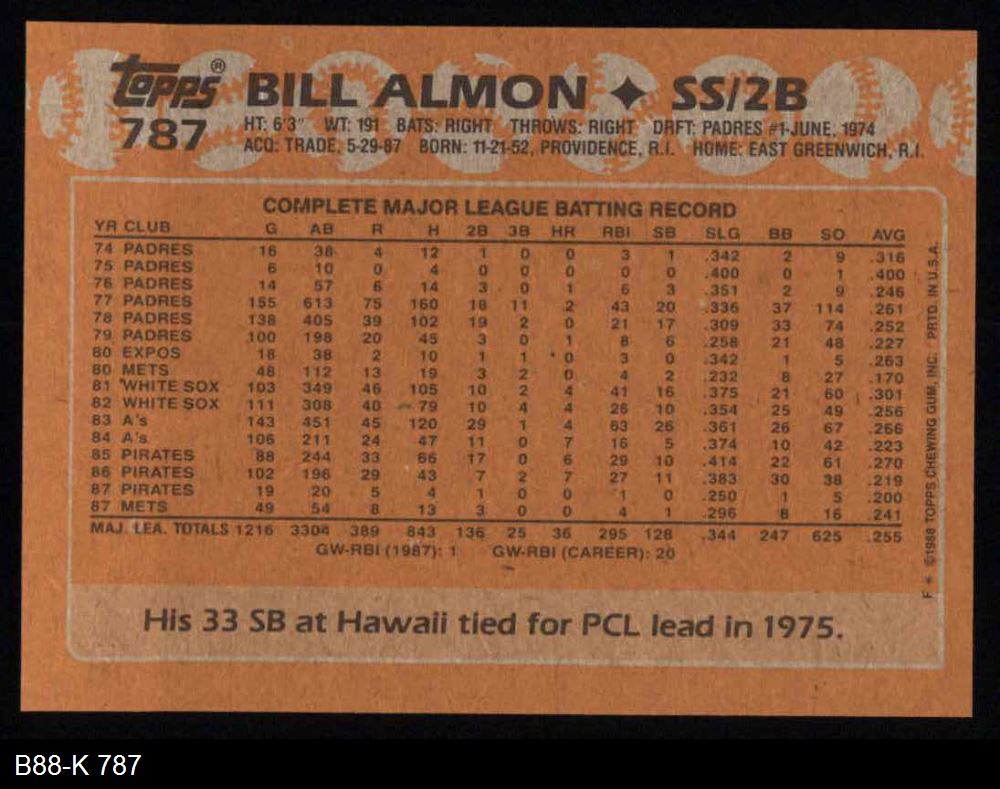 topps® BILL ALMON ✦ SS/2B
787 HT: 6'3" WT: 191 BATS: RIGHT THROWS: RIGHT DRFT: PADRES #1-JUNE, 1974
ACQ: TRADE, 5-29-87 BORN: 11-21-52, PROVIDENCE, R.I. HOME: EAST GREENWICH, R.I.
COMPLETE MAJOR LEAGUE BATTING RECORD
YR CLUB G AB R H 2B 3B HR RBI SB SLG BB SO AVG
74 PADRES 16 38 4 12 1 0 0 3 1 .342 2 9 .316
75 PADRES 6 10 0 4 0 0 0 0 0 .400 0 1 .400
76 PADRES 14 57 6 14 3 0 1 6 3 .351 2 9 .246
77 PADRES 155 613 75 160 18 11 2 43 20 .336 37 114 .261
78 PADRES 138 405 39 102 19 2 0 21 17 .309 33 74 .252
79 PADRES 100 198 20 45 3 0 1 8 6 .258 21 48 .227
80 EXPOS 18 38 2 10 1 1 0 3 0 .342 1 5 .263
80 METS 48 112 13 19 3 2 0 4 2 .232 8 27 .170
81 WHITE SOX 103 349 46 105 10 2 4 41 16 .375 21 60 .301
82 WHITE SOX 111 308 40 79 10 4 4 26 10 .354 25 49 .256
83 A's 143 451 45 120 29 1 4 63 26 .361 26 67 .266
84 A's 106 211 24 47 11 0 7 16 5 .374 10 42 .223
85 PIRATES 88 244 33 66 17 0 6 29 10 .414 22 61 .270
86 PIRATES 102 196 29 43 7 2 7 27 11 .383 30 38 .219
87 PIRATES 19 20 5 4 1 0 0 1 0 .250 1 5 .200
87 METS 49 54 8 13 3 0 0 4 1 .296 8 16 .241
MAJ. LEA. TOTALS 1216 3304 389 843 136 25 36 295 128 .344 247 625 .255
GW-RBI (1987): 1 GW-RBI (CAREER): 20
His 33 SB at Hawaii tied for PCL lead in 1975.
F * ©1988 TOPPS CHEWING GUM, INC. PRTD. IN U.S.A.
B88-K 787